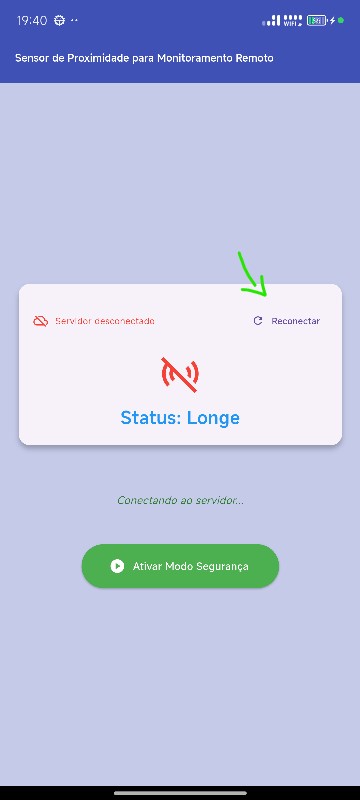 19:40
Sensor de Proximidade para Monitoramento Remoto
Servidor desconectado
Reconectar
Status: Longe
Conectando ao servidor...
Ativar Modo Segurança